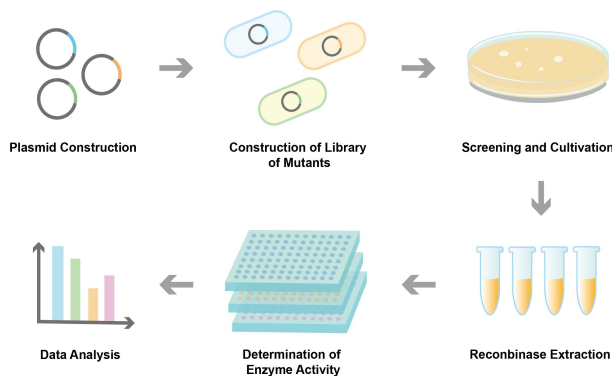 Plasmid Construction
Construction of Library
of Mutants
Screening and Cultivation
Data Analysis
Determination of
Enzyme Activity
Reconbinase Extraction